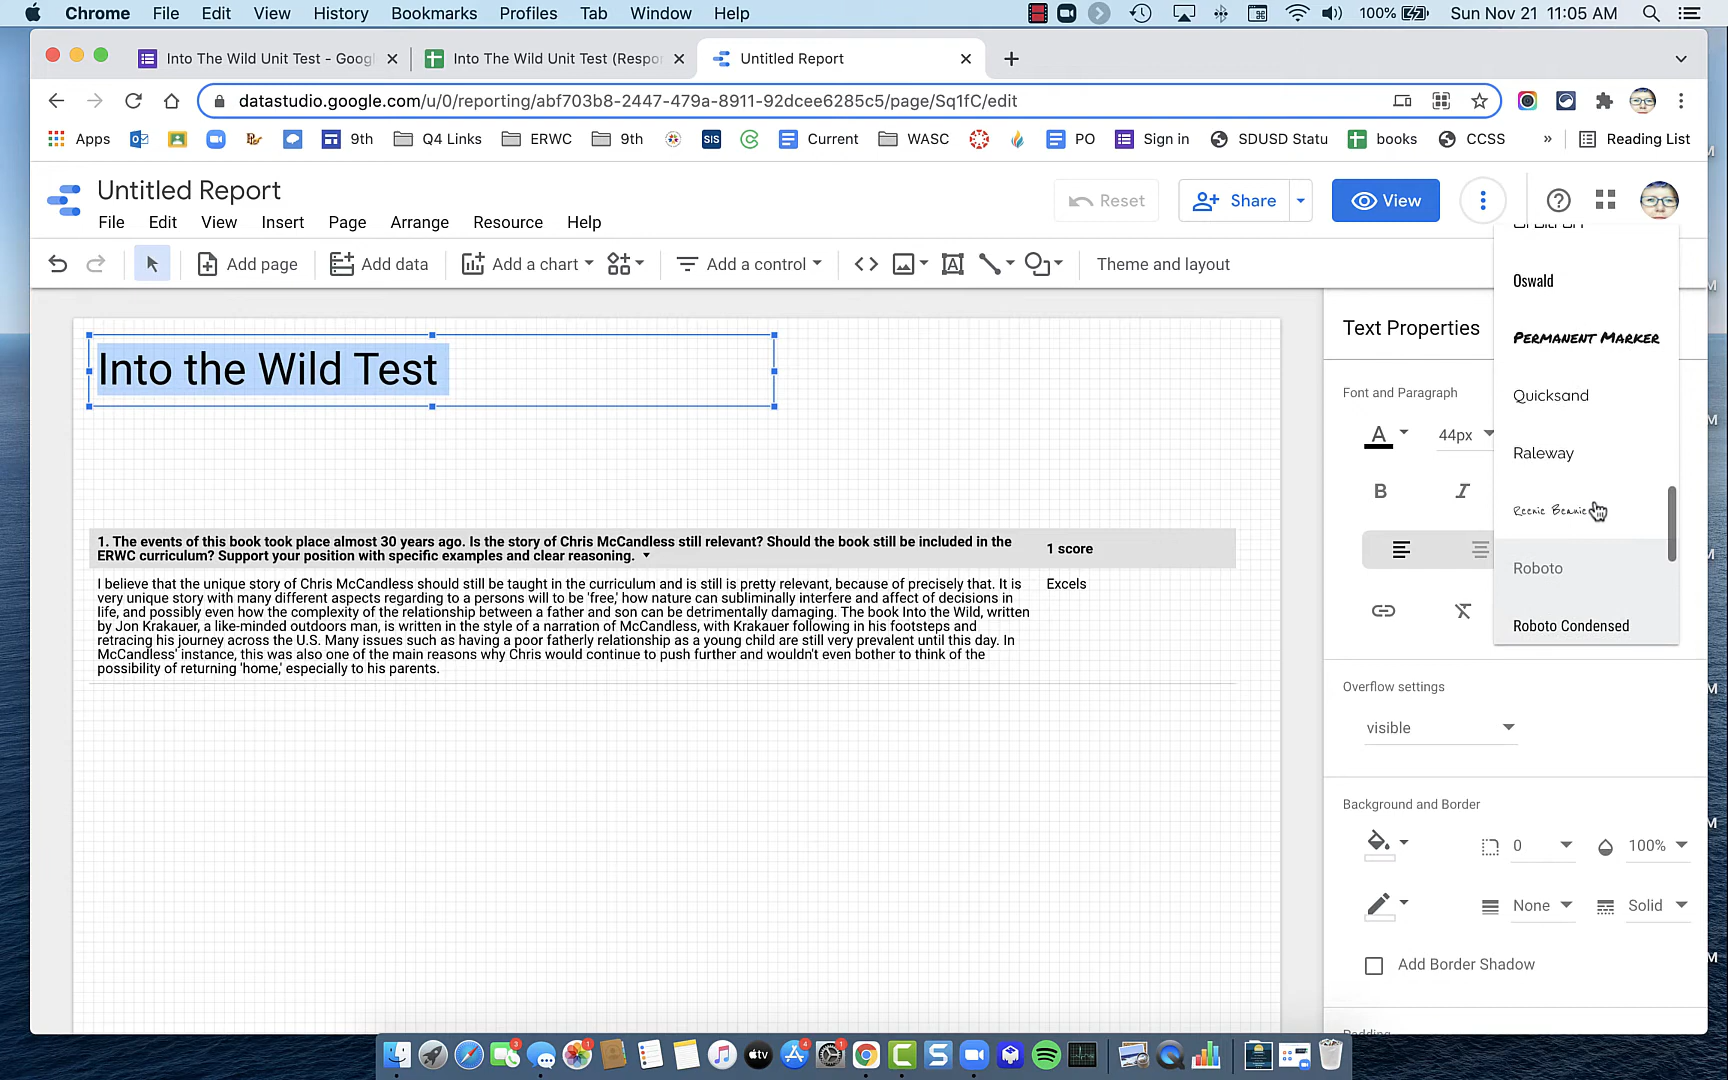 Chrome File Edit View History Bookmarks Profiles Tab Window Help 100% Sun Nov 21 11:05 AM
Into The Wild Unit Test - Goog
Into The Wild Unit Test (Respo
Untitled Report
datastudio.google.com/u/0/reporting/abf703b8-2447-479a-8911-92dcee6285c5/page/Sq1fC/edit
Apps 9th Q4 Links ERWC 9th SIS Current WASC PO Sign in SDUSD Statu books CCSS » Reading List
Untitled Report
Reset Share View
File Edit View Insert Page Arrange Resource Help
Add page Add data Add a chart Add a control Theme and layout
Into the Wild Test
1. The events of this book took place almost 30 years ago. Is the story of Chris McCandless still relevant? Should the book still be included in the
ERWC curriculum? Support your position with specific examples and clear reasoning.
1 score
I believe that the unique story of Chris McCandless should still be taught in the curriculum and is still is pretty relevant, because of precisely that. It is
very unique story with many different aspects regarding to a persons will to be 'free,' how nature can subliminally interfere and affect of decisions in
life, and possibly even how the complexity of the relationship between a father and son can be detrimentally damaging. The book Into the Wild, written
by Jon Krakauer, a like-minded outdoors man, is written in the style of a narration of McCandless, with Krakauer following in his footsteps and
retracing his journey across the U.S. Many issues such as having a poor fatherly relationship as a young child are still very prevalent until this day. In
McCandless' instance, this was also one of the main reasons why Chris would continue to push further and wouldn't even bother to think of the
possibility of returning 'home,' especially to his parents.
Excels
Text Properties
Font and Paragraph
A 44px
B I
Oswald
Permanent Marker
Quicksand
Raleway
Reenie Beanie
Roboto
Roboto Condensed
Overflow settings
visible
Background and Border
0 100%
None Solid
Add Border Shadow
3 1 4 1
tv